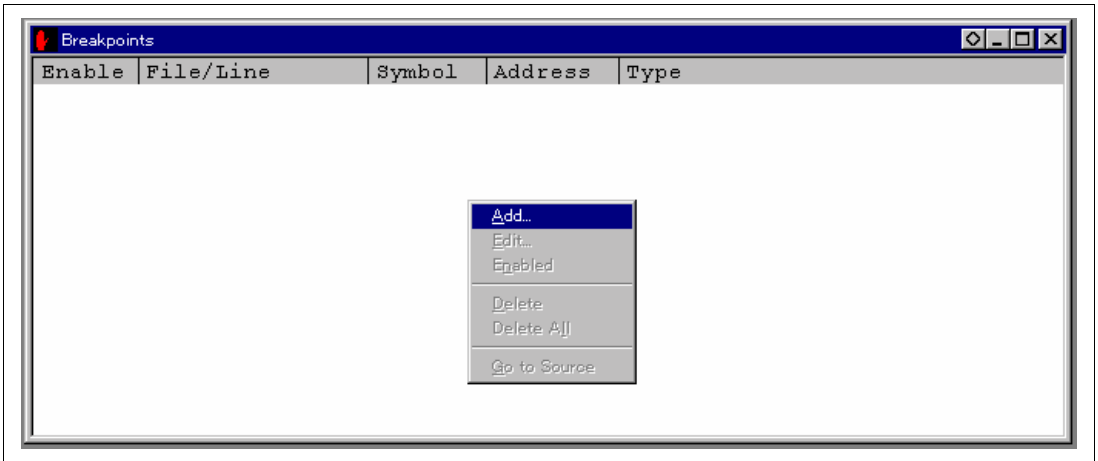 Breakpoints
Enable File/Line Symbol Address Type
Add...
Edit...
Enabled
Delete
Delete All
Go to Source